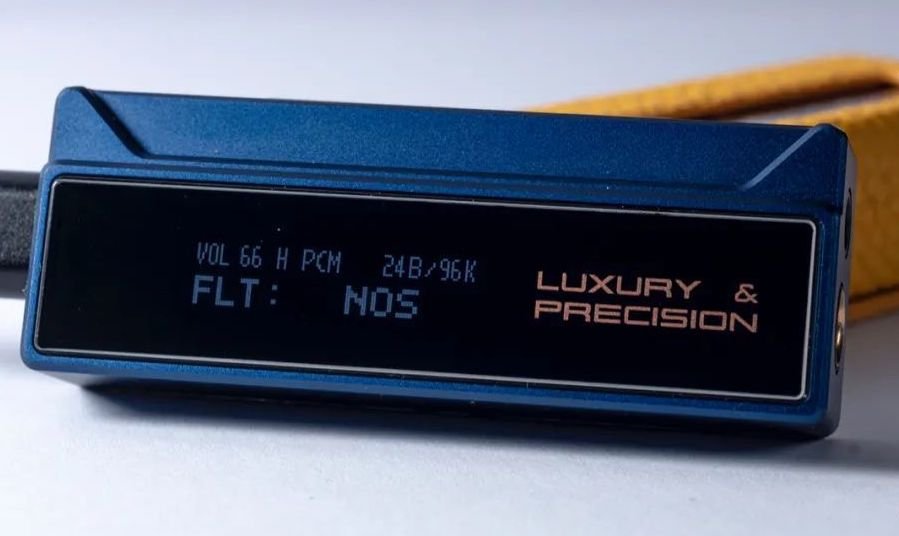 VOL 66 H PCM 24B/96K
FLT: NOS
LUXURY &
PRECISION